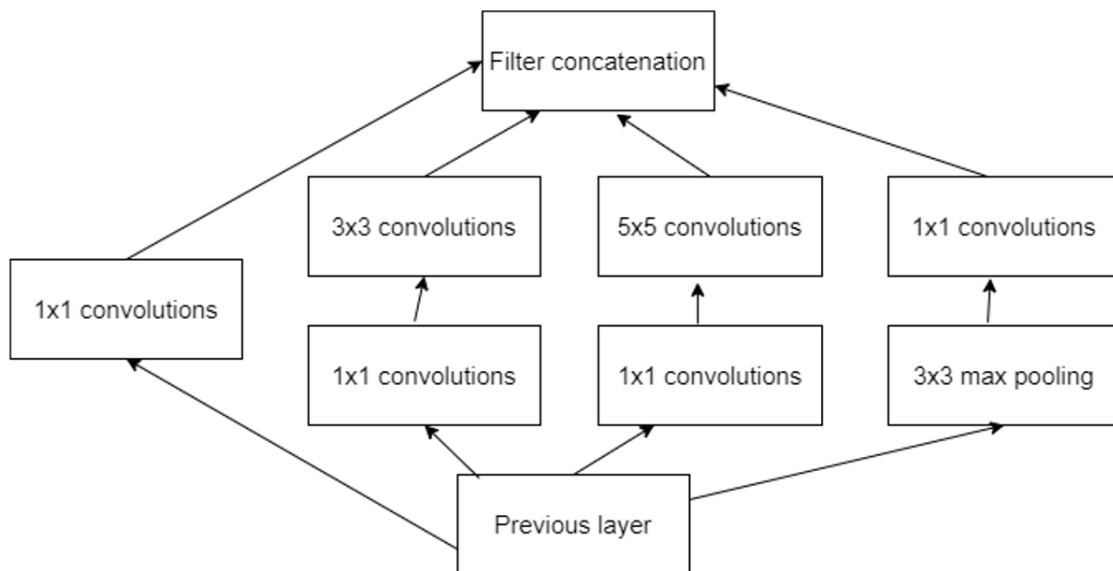 Filter concatenation
3x3 convolutions
5x5 convolutions
1x1 convolutions
1x1 convolutions
1x1 convolutions
1x1 convolutions
3x3 max pooling
Previous layer